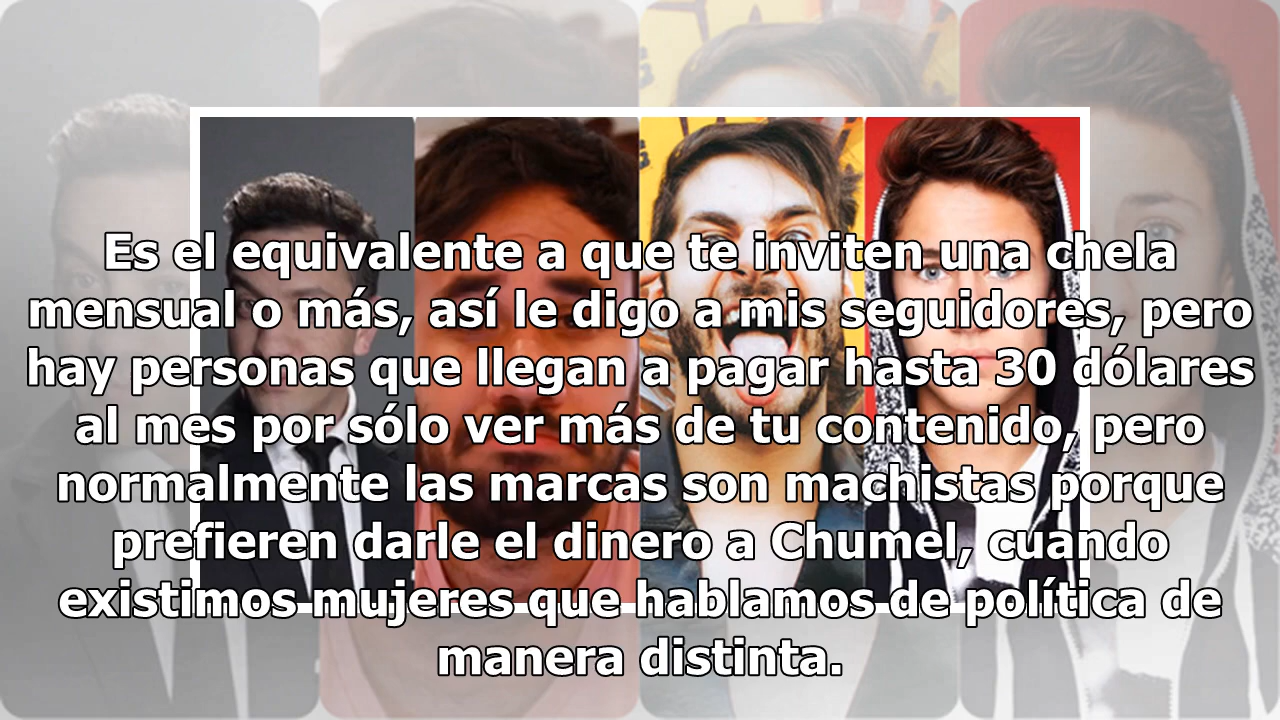 Es el equivalente a que te inviten una chela
mensual o más, así le digo a mis seguidores, pero
hay personas que llegan a pagar hasta 30 dólares
al mes por sólo ver más de tu contenido, pero
normalmente las marcas son machistas porque
prefieren darle el dinero a Chumel, cuando
existimos mujeres que hablamos de política de
manera distinta.